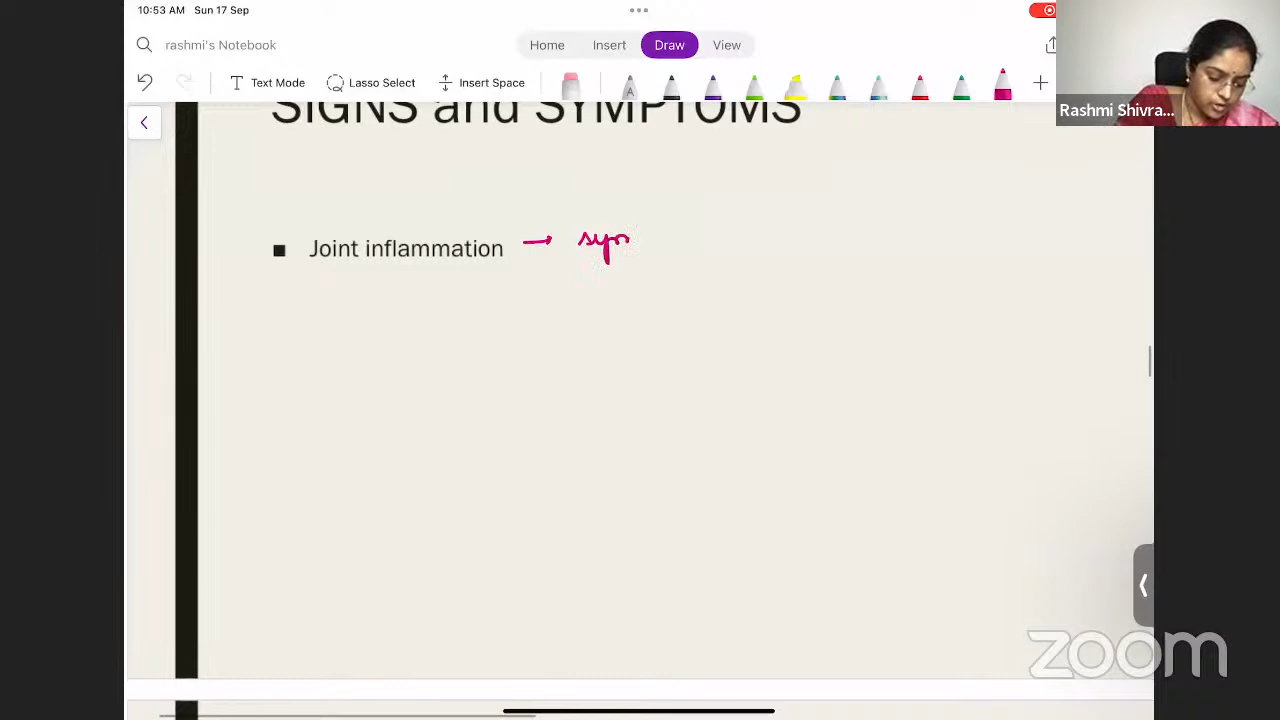 10:53 AM Sun 17 Sep
rashmi's Notebook
Home Insert Draw View
Text Mode Lasso Select Insert Space
A
Rashmi Shivra...
SIGNS and SYMPTOMS
■ Joint inflammation → syn
zoom